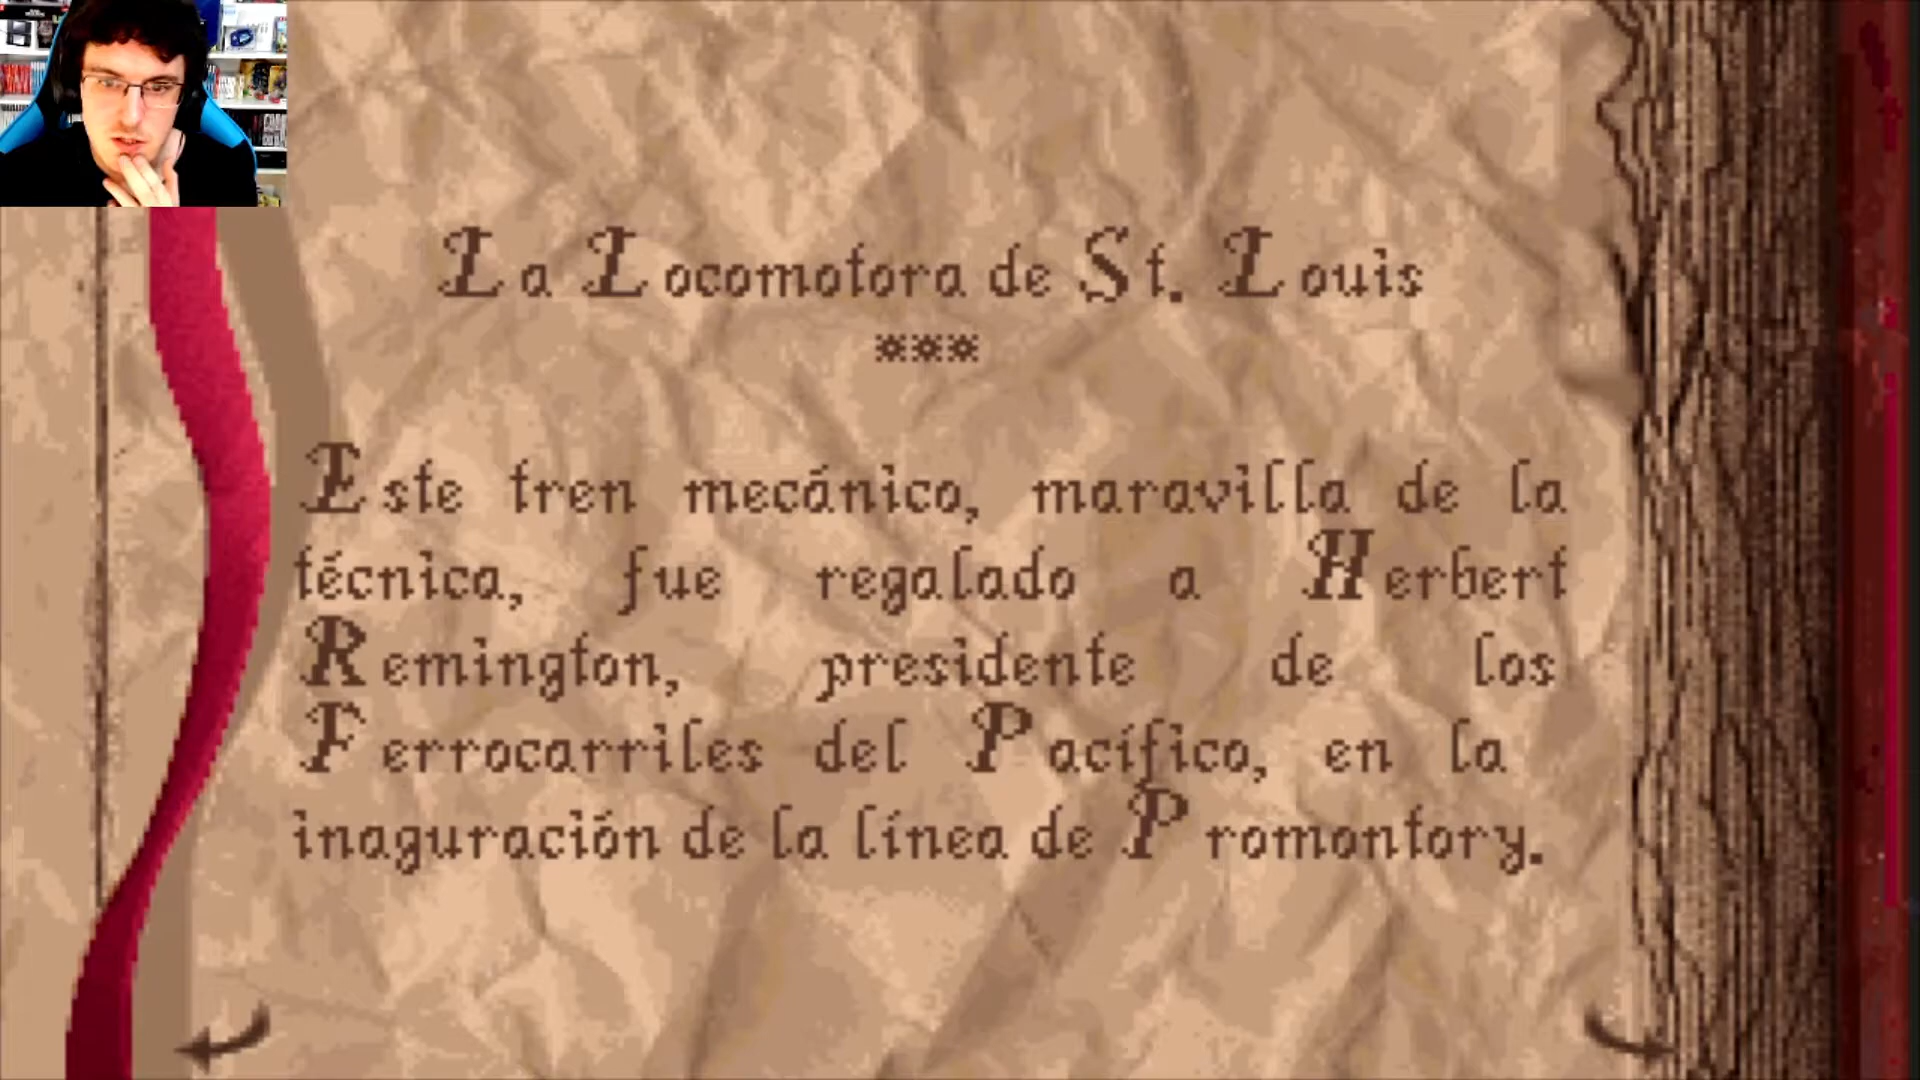 La Locomotora de St. Louis
***
Este tren mecánico, maravilla de la
técnica, fue regalado a Herbert
Remington, presidente de los
Ferrocarriles del Pacífico, en la
inaguración de la línea de Promontory.